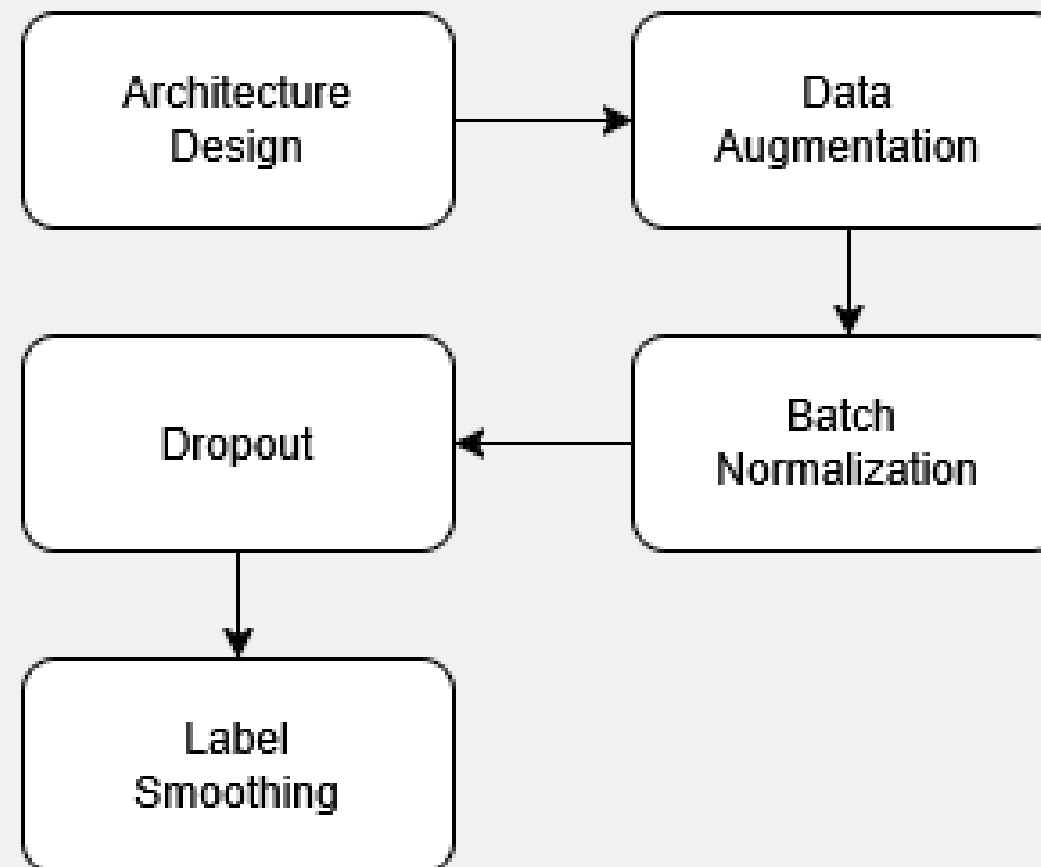 Architecture
Design
Data
Augmentation
Batch
Normalization
Dropout
Label
Smoothing